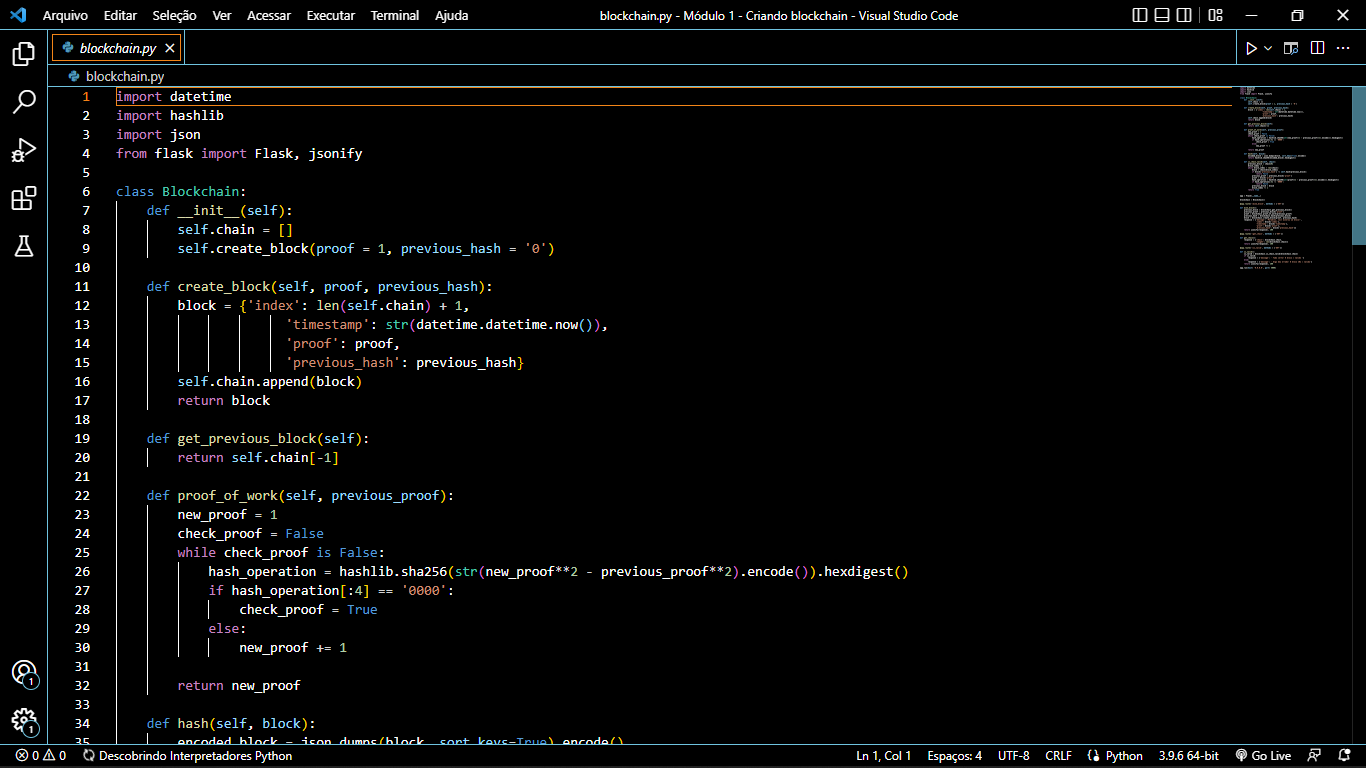 Arquivo Editar Seleção Ver Acessar Executar Terminal Ajuda blockchain.py - Módulo 1 - Criando blockchain - Visual Studio Code
blockchain.py
blockchain.py
1 import datetime
2 import hashlib
3 import json
4 from flask import Flask, jsonify
5
6 class Blockchain:
7 def __init__(self):
8 self.chain = []
9 self.create_block(proof = 1, previous_hash = '0')
10
11 def create_block(self, proof, previous_hash):
12 block = {'index': len(self.chain) + 1,
13 'timestamp': str(datetime.datetime.now()),
14 'proof': proof,
15 'previous_hash': previous_hash}
16 self.chain.append(block)
17 return block
18
19 def get_previous_block(self):
20 return self.chain[-1]
21
22 def proof_of_work(self, previous_proof):
23 new_proof = 1
24 check_proof = False
25 while check_proof is False:
26 hash_operation = hashlib.sha256(str(new_proof**2 - previous_proof**2).encode()).hexdigest()
27 if hash_operation[:4] == '0000':
28 check_proof = True
29 else:
30 new_proof += 1
31
32 return new_proof
33
34 def hash(self, block):
35 encoded_block = json.dumps(block, sort_keys=True).encode()
1
1
0 0 Descobrindo Interpretadores Python Ln 1, Col 1 Espaços: 4 UTF-8 CRLF Python 3.9.6 64-bit Go Live